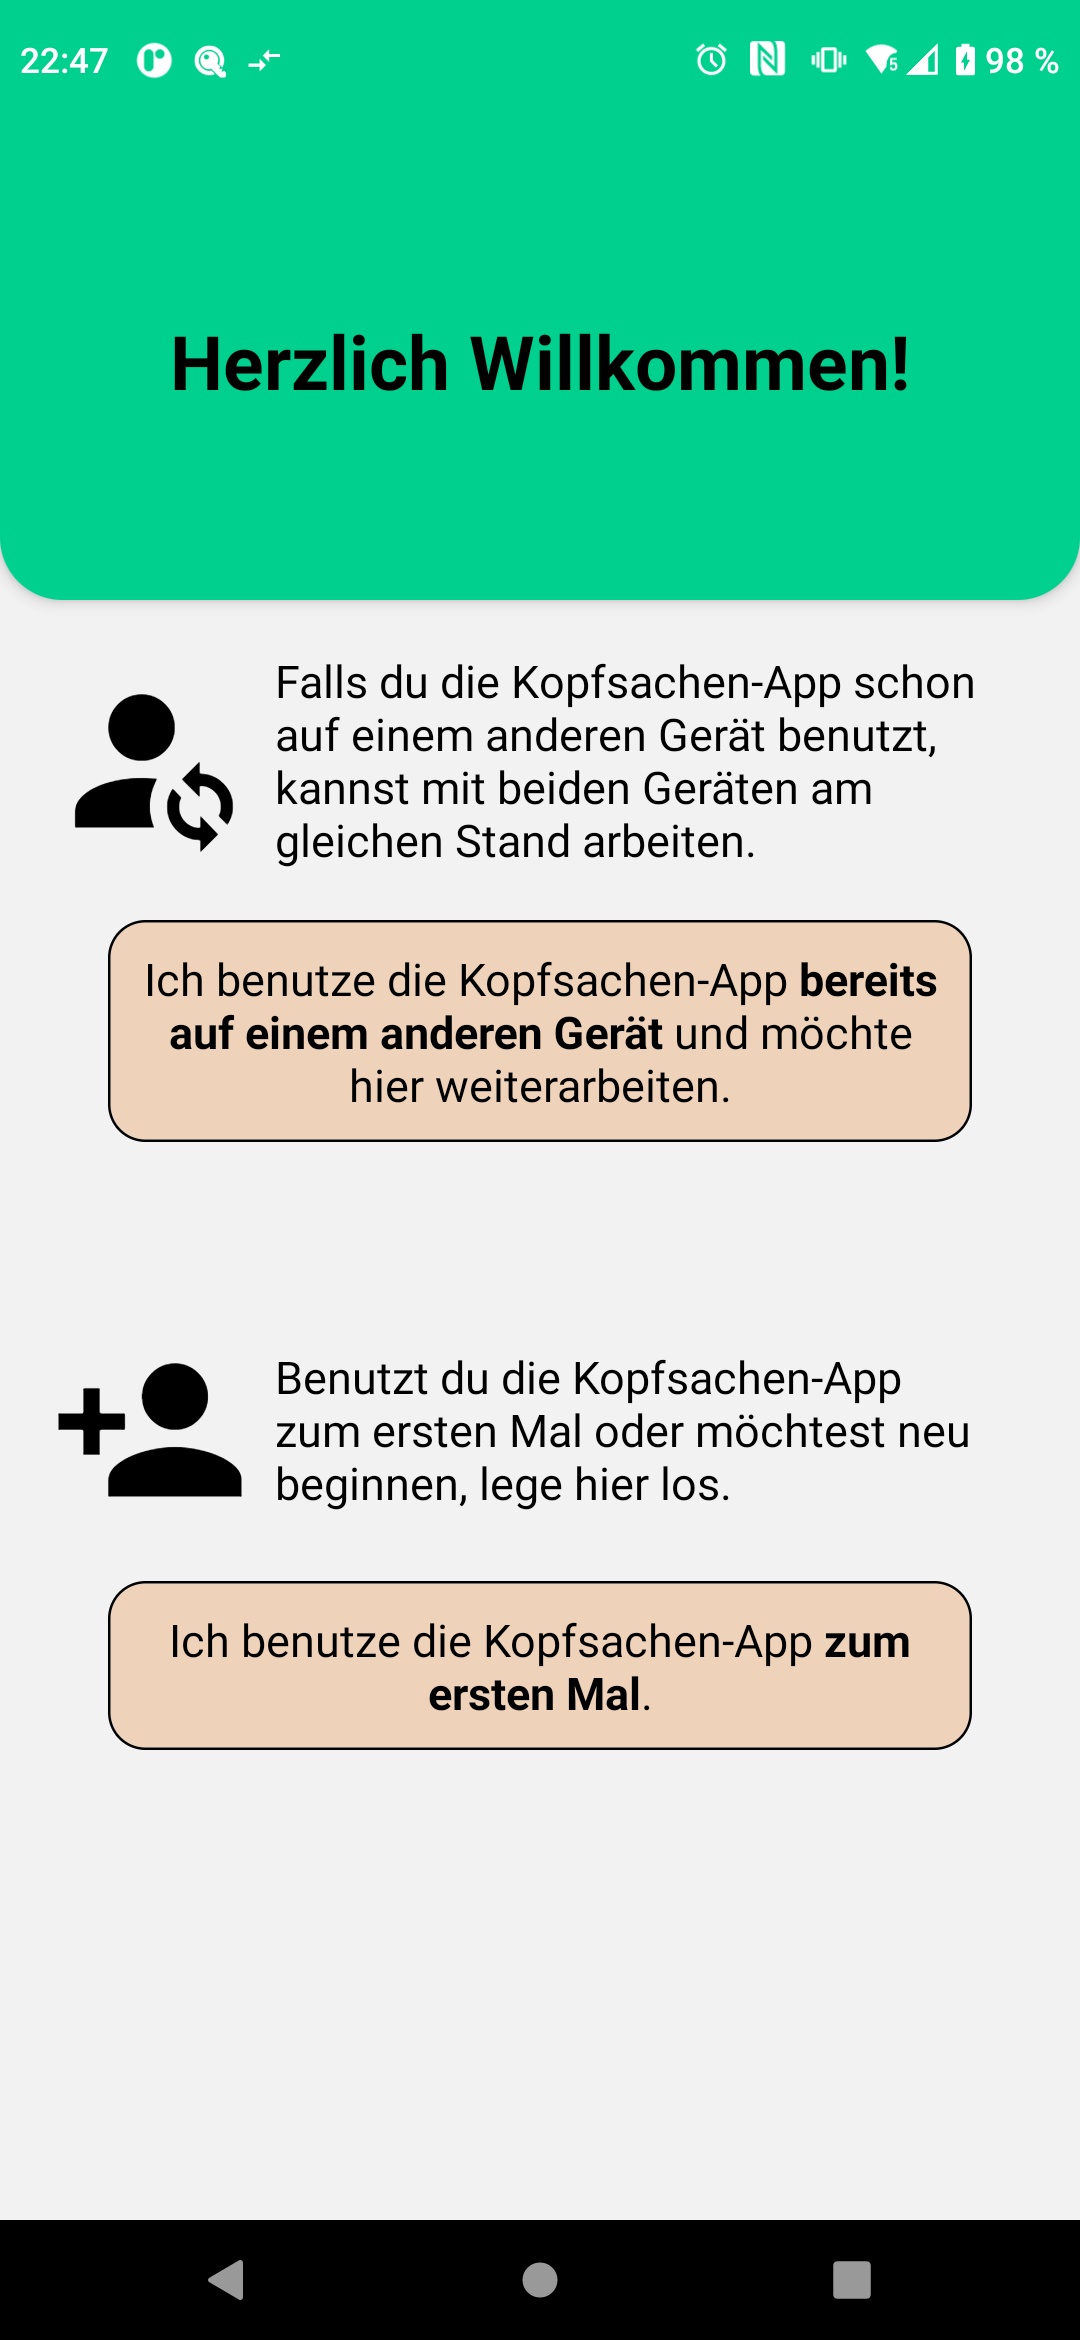 22:47
5
98 %
Herzlich Willkommen!
Falls du die Kopfsachen-App schon
auf einem anderen Gerät benutzt,
kannst mit beiden Geräten am
gleichen Stand arbeiten.
Ich benutze die Kopfsachen-App bereits
auf einem anderen Gerät und möchte
hier weiterarbeiten.
Benutzt du die Kopfsachen-App
zum ersten Mal oder möchtest neu
beginnen, lege hier los.
Ich benutze die Kopfsachen-App zum
ersten Mal.